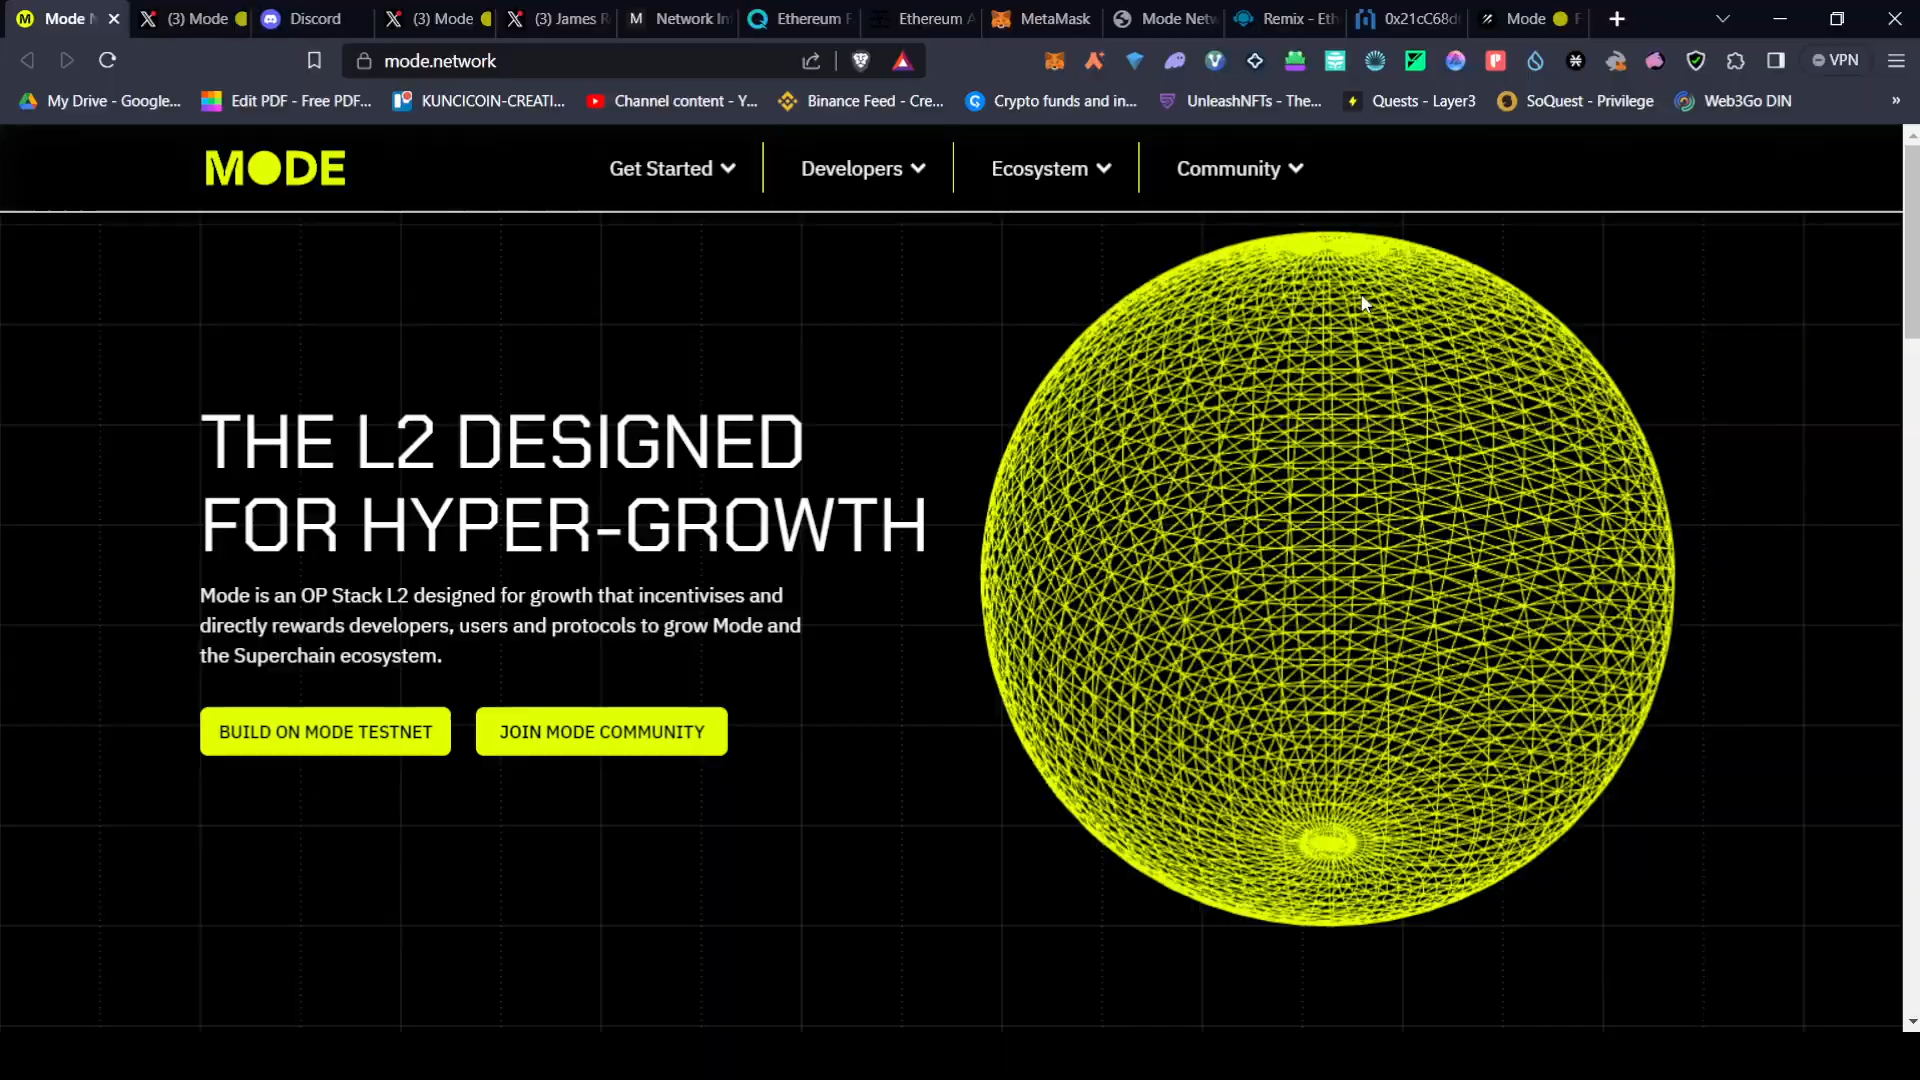 Mode
(3) Mode
Discord
(3) Mode
(3) James R
M Network In
Ethereum F
Ethereum A
MetaMask
Mode Netw
Remix - Eth
0x21cC68d
Mode
mode.network
VPN
My Drive - Google...
Edit PDF - Free PDF...
KUNCICOIN-CREATI...
Channel content - Y...
Binance Feed - Cre...
Crypto funds and in...
UnleashNFTs - The...
Quests - Layer3
SoQuest - Privilege
Web3Go DIN
»
MODE
Get Started
Developers
Ecosystem
Community
THE L2 DESIGNED
FOR HYPER-GROWTH
Mode is an OP Stack L2 designed for growth that incentivises and
directly rewards developers, users and protocols to grow Mode and
the Superchain ecosystem.
BUILD ON MODE TESTNET
JOIN MODE COMMUNITY